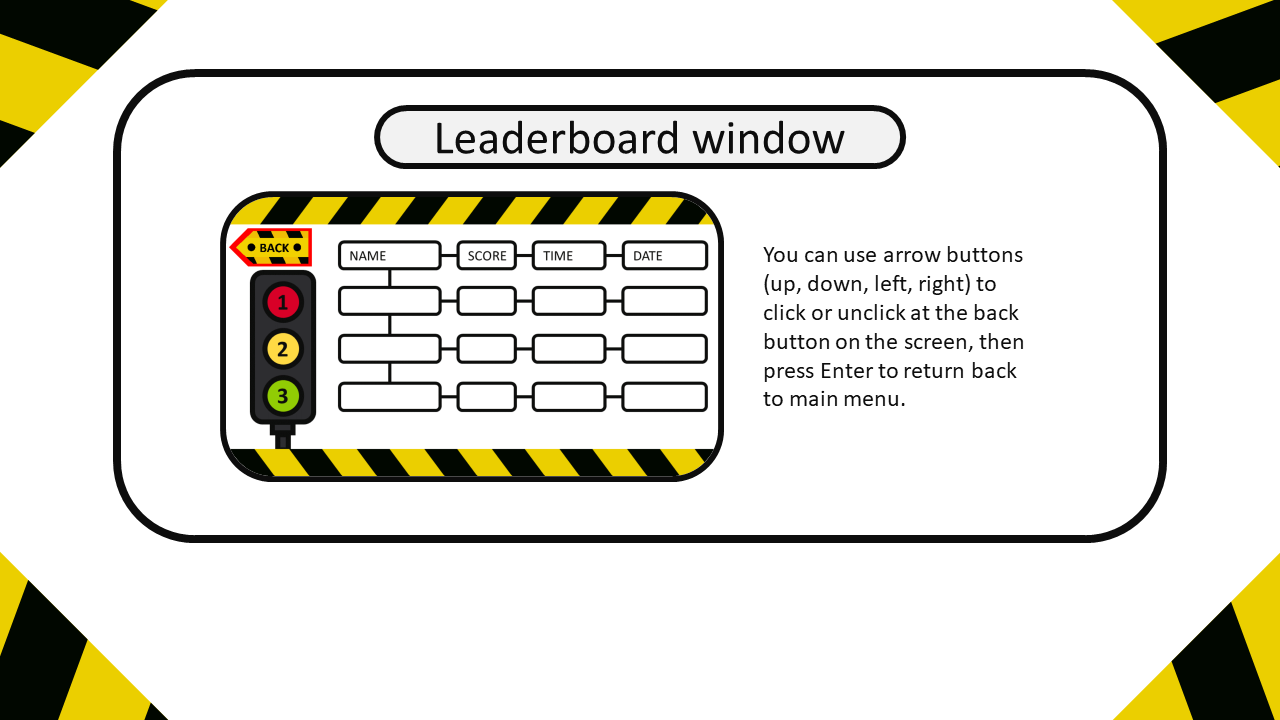 Leaderboard window
BACK
NAME SCORE TIME DATE
1
2
3
You can use arrow buttons
(up, down, left, right) to
click or unclick at the back
button on the screen, then
press Enter to return back
to main menu.